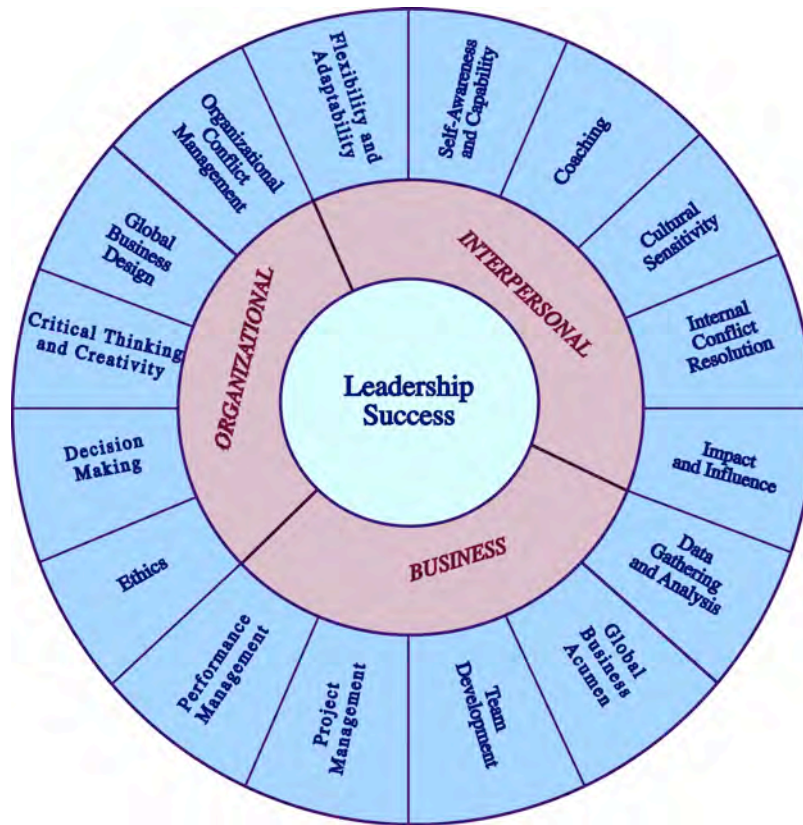 Leadership
Success
INTERPERSONAL
BUSINESS
ORGANIZATIONAL
Flexibility and
Adaptability
Self-Awareness
and Capability
Coaching
Cultural
Sensitivity
Internal
Conflict
Resolution
Impact
and Influence
Data
Gathering
and Analysis
Global
Business
Acumen
Team
Development
Project
Management
Performance
Management
Ethics
Decision
Making
Critical Thinking
and Creativity
Global
Business
Design
Organizational
Conflict
Management